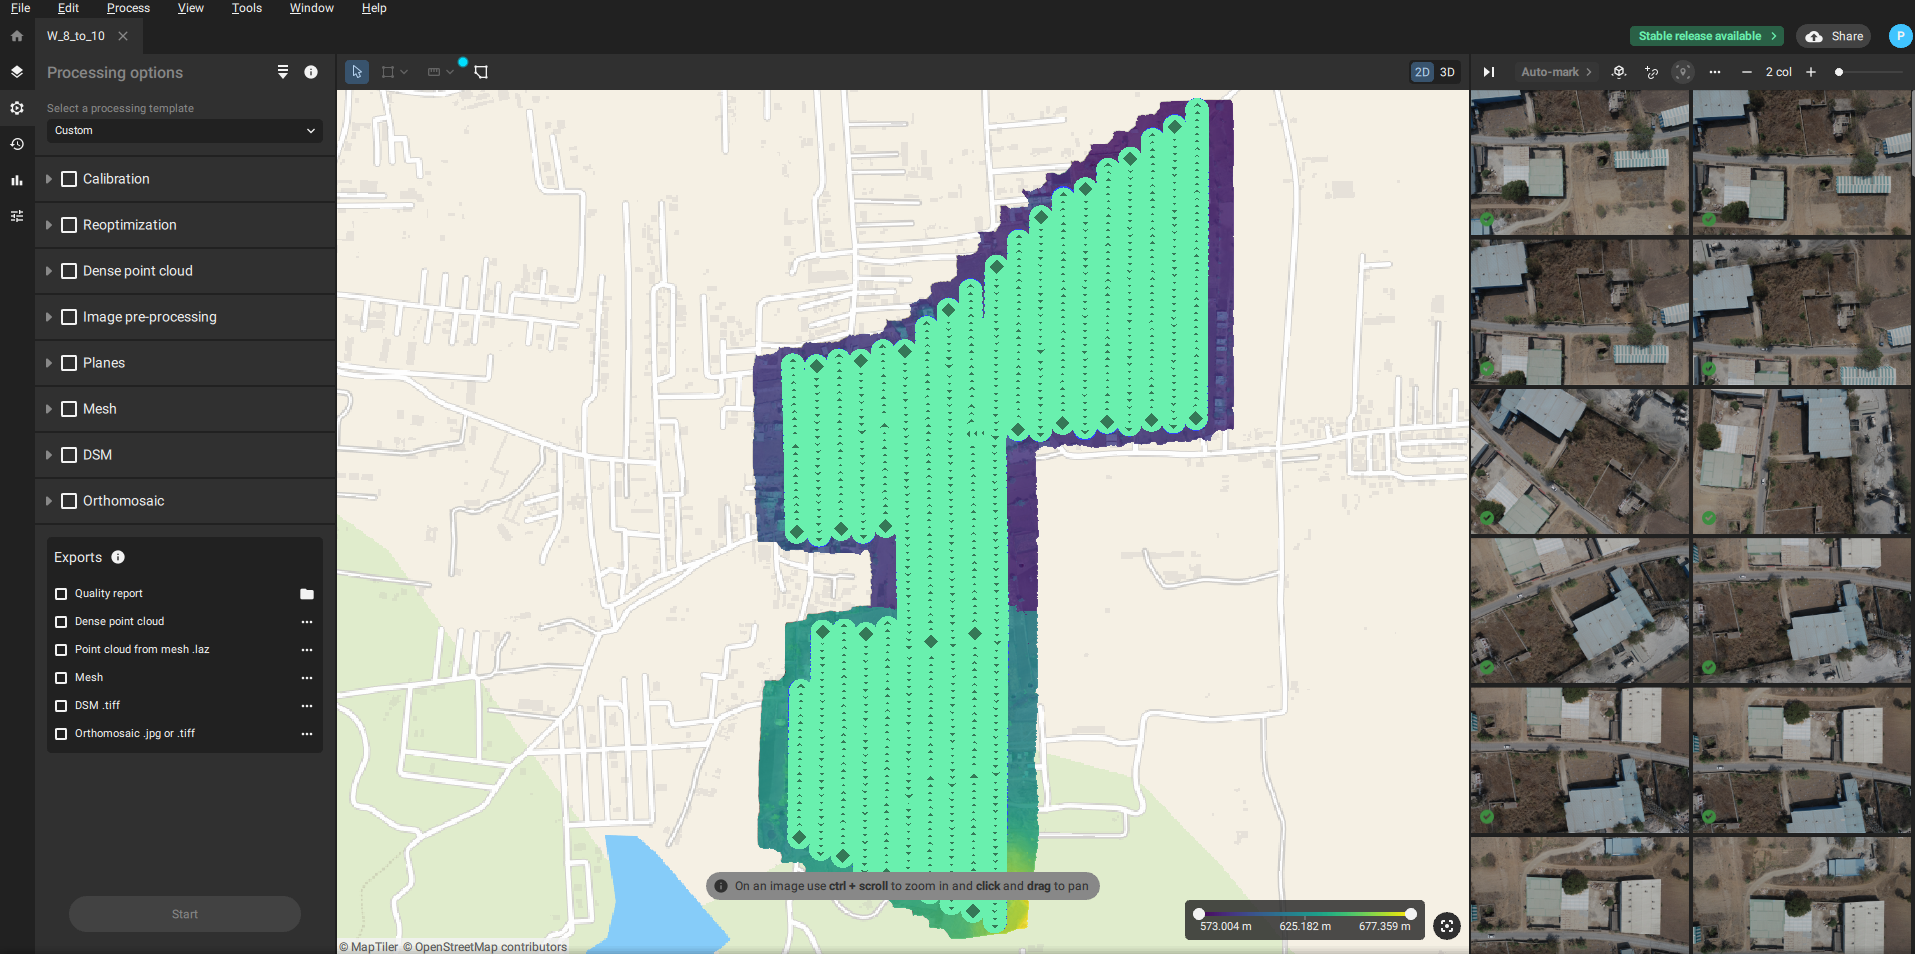 File Edit Process View Tools Window Help
W_8_to_10
Stable release available
Share
P
Processing options
2D 3D
Auto-mark
2 col
Select a processing template
Custom
Calibration
Reoptimization
Dense point cloud
Image pre-processing
Planes
Mesh
DSM
Orthomosaic
Exports
Quality report
Dense point cloud
Point cloud from mesh .laz
Mesh
DSM .tiff
Orthomosaic .jpg or .tiff
Start
On an image use ctrl + scroll to zoom in and click and drag to pan
573.004 m 625.182 m 677.359 m
© MapTiler © OpenStreetMap contributors